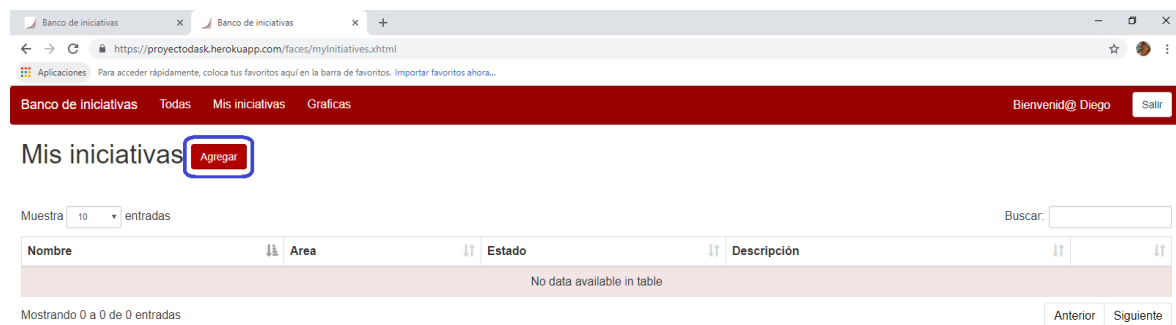 Banco de iniciativas Banco de iniciativas
https://proyectodask.herokuapp.com/faces/myInitiatives.xhtml
Aplicaciones Para acceder rápidamente, coloca tus favoritos aquí en la barra de favoritos. Importar favoritos ahora...
Banco de iniciativas Todas Mis iniciativas Graficas Bienvenid@ Diego Salir
Mis iniciativas Agregar
Muestra 10 entradas Buscar:
Nombre Area Estado Descripción
No data available in table
Mostrando 0 a 0 de 0 entradas Anterior Siguiente